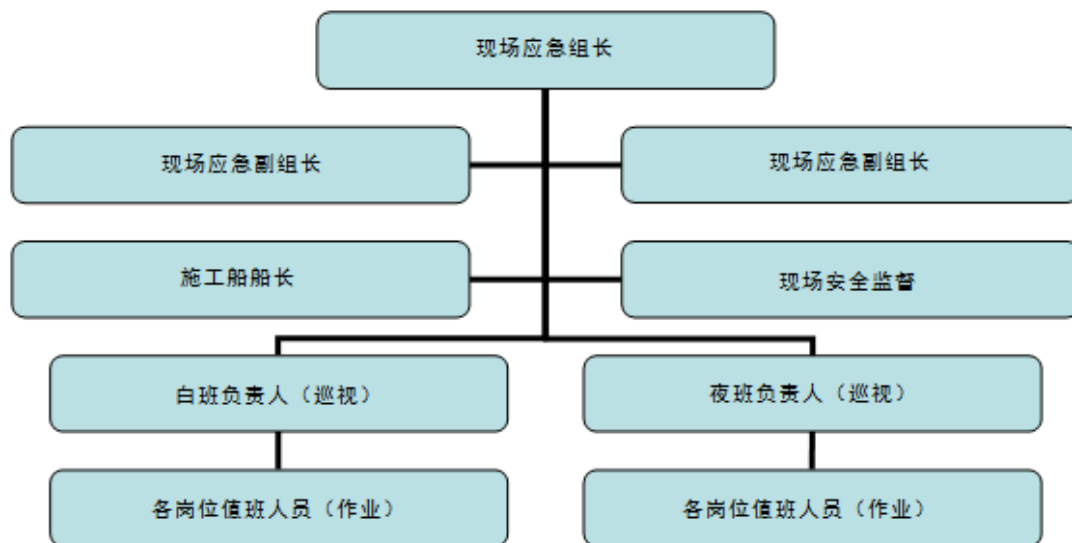 现场应急组长
现场应急副组长
现场应急副组长
施工船船长
现场安全监督
白班负责人（巡视）
夜班负责人（巡视）
各岗位值班人员（作业）
各岗位值班人员（作业）